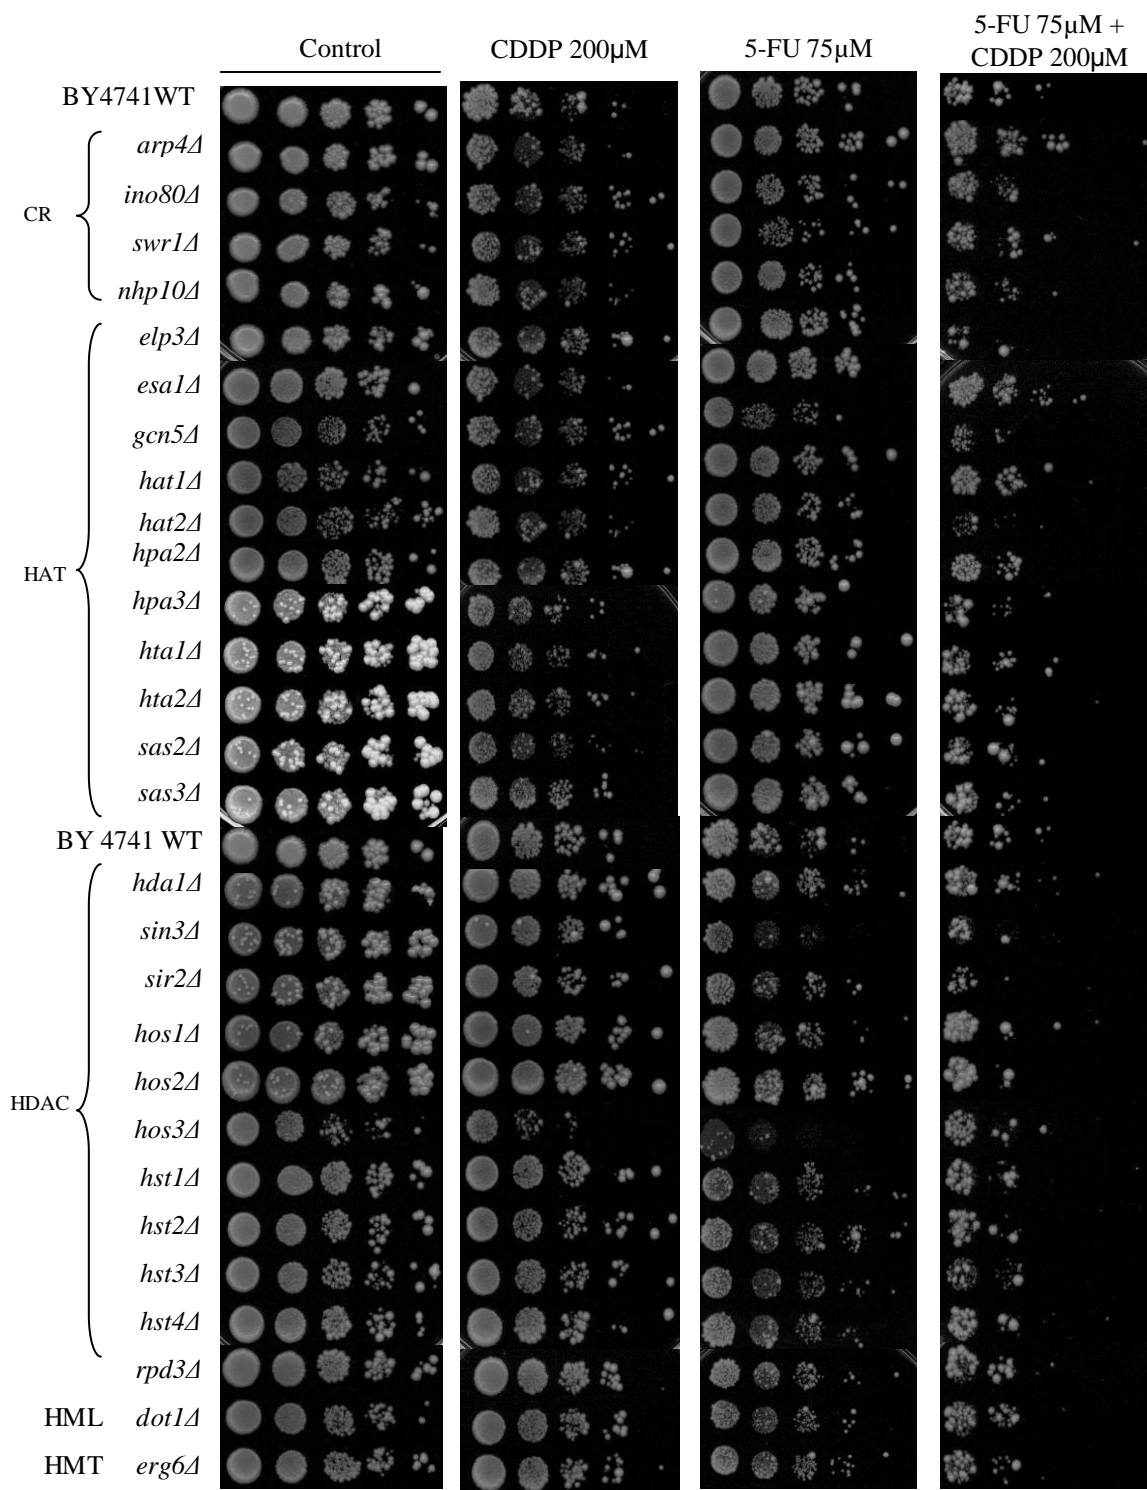 Control
CDDP 200µM
5-FU 75µM
5-FU 75µM +
CDDP 200µM
BY4741WT
arp4Δ
ino80Δ
CR
swr1Δ
nhp10Δ
elp3Δ
esa1Δ
gcn5Δ
hat1Δ
hat2Δ
hpa2Δ
HAT
hpa3Δ
hta1Δ
hta2Δ
sas2Δ
sas3Δ
BY 4741 WT
hda1Δ
sin3Δ
sir2Δ
hos1Δ
hos2Δ
HDAC
hos3Δ
hst1Δ
hst2Δ
hst3Δ
hst4Δ
rpd3Δ
HML dot1Δ
HMT erg6Δ